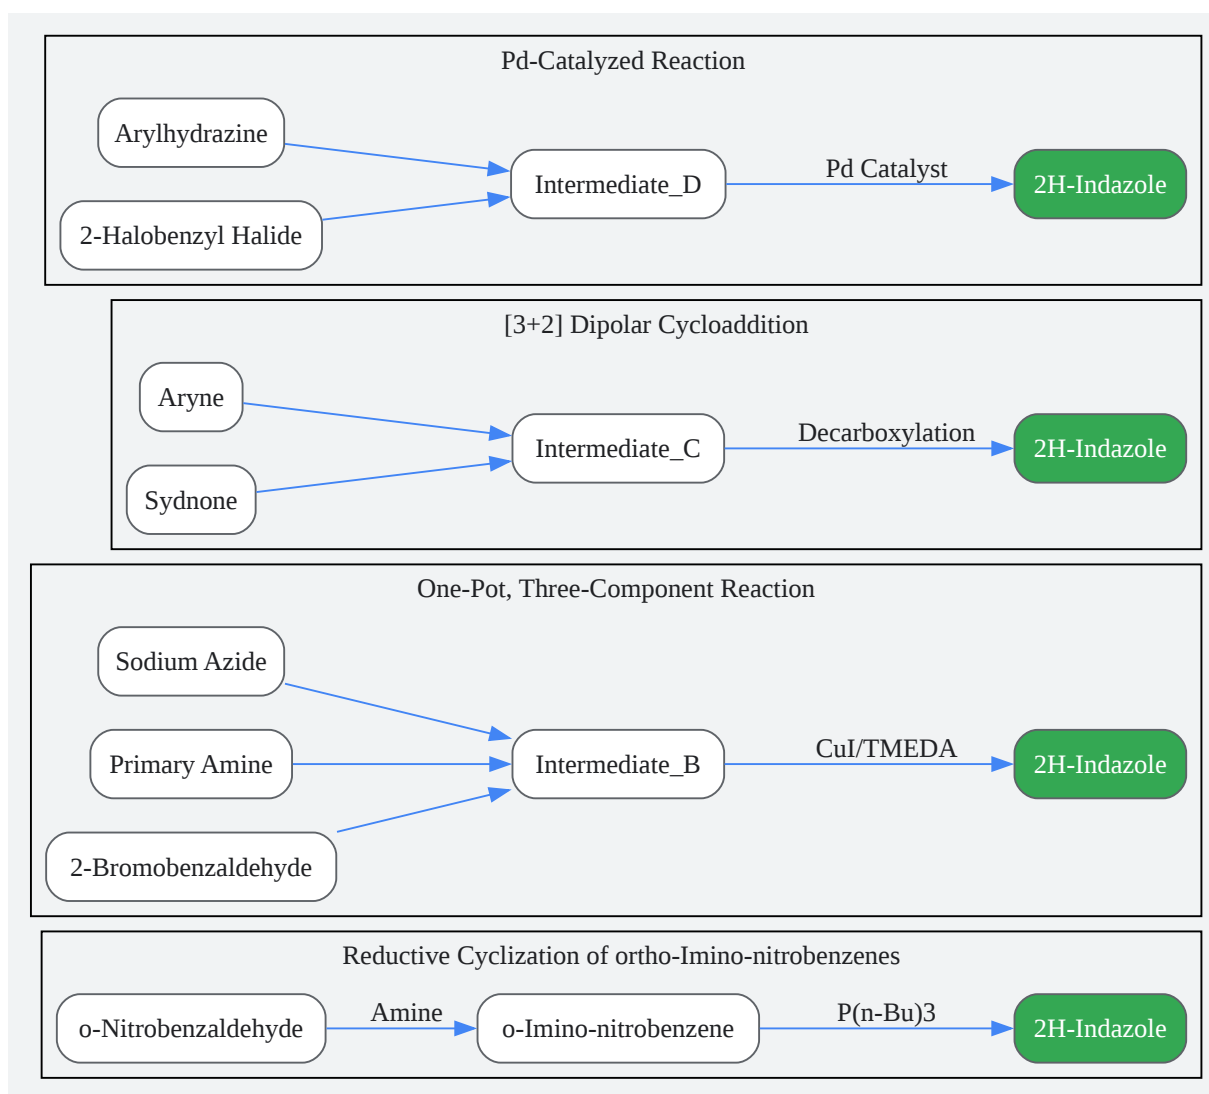 Pd-Catalyzed Reaction
Arylhydrazine
2-Halobenzyl Halide
Intermediate_D
Pd Catalyst
2H-Indazole
[3+2] Dipolar Cycloaddition
Aryne
Sydnone
Intermediate_C
Decarboxylation
2H-Indazole
One-Pot, Three-Component Reaction
Sodium Azide
Primary Amine
2-Bromobenzaldehyde
Intermediate_B
CuI/TMEDA
2H-Indazole
Reductive Cyclization of ortho-Imino-nitrobenzenes
o-Nitrobenzaldehyde
Amine
o-Imino-nitrobenzene
P(n-Bu)3
2H-Indazole